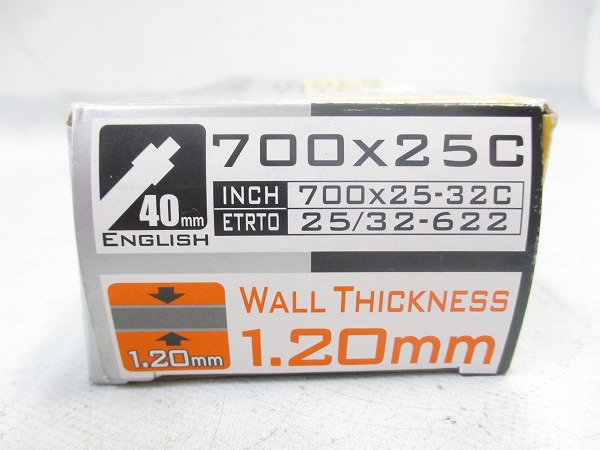 40mm
ENGLISH
700x25C
INCH 700x25-32C
ETRTO 25/32-622
1.20mm
WALL THICKNESS
1.20mm